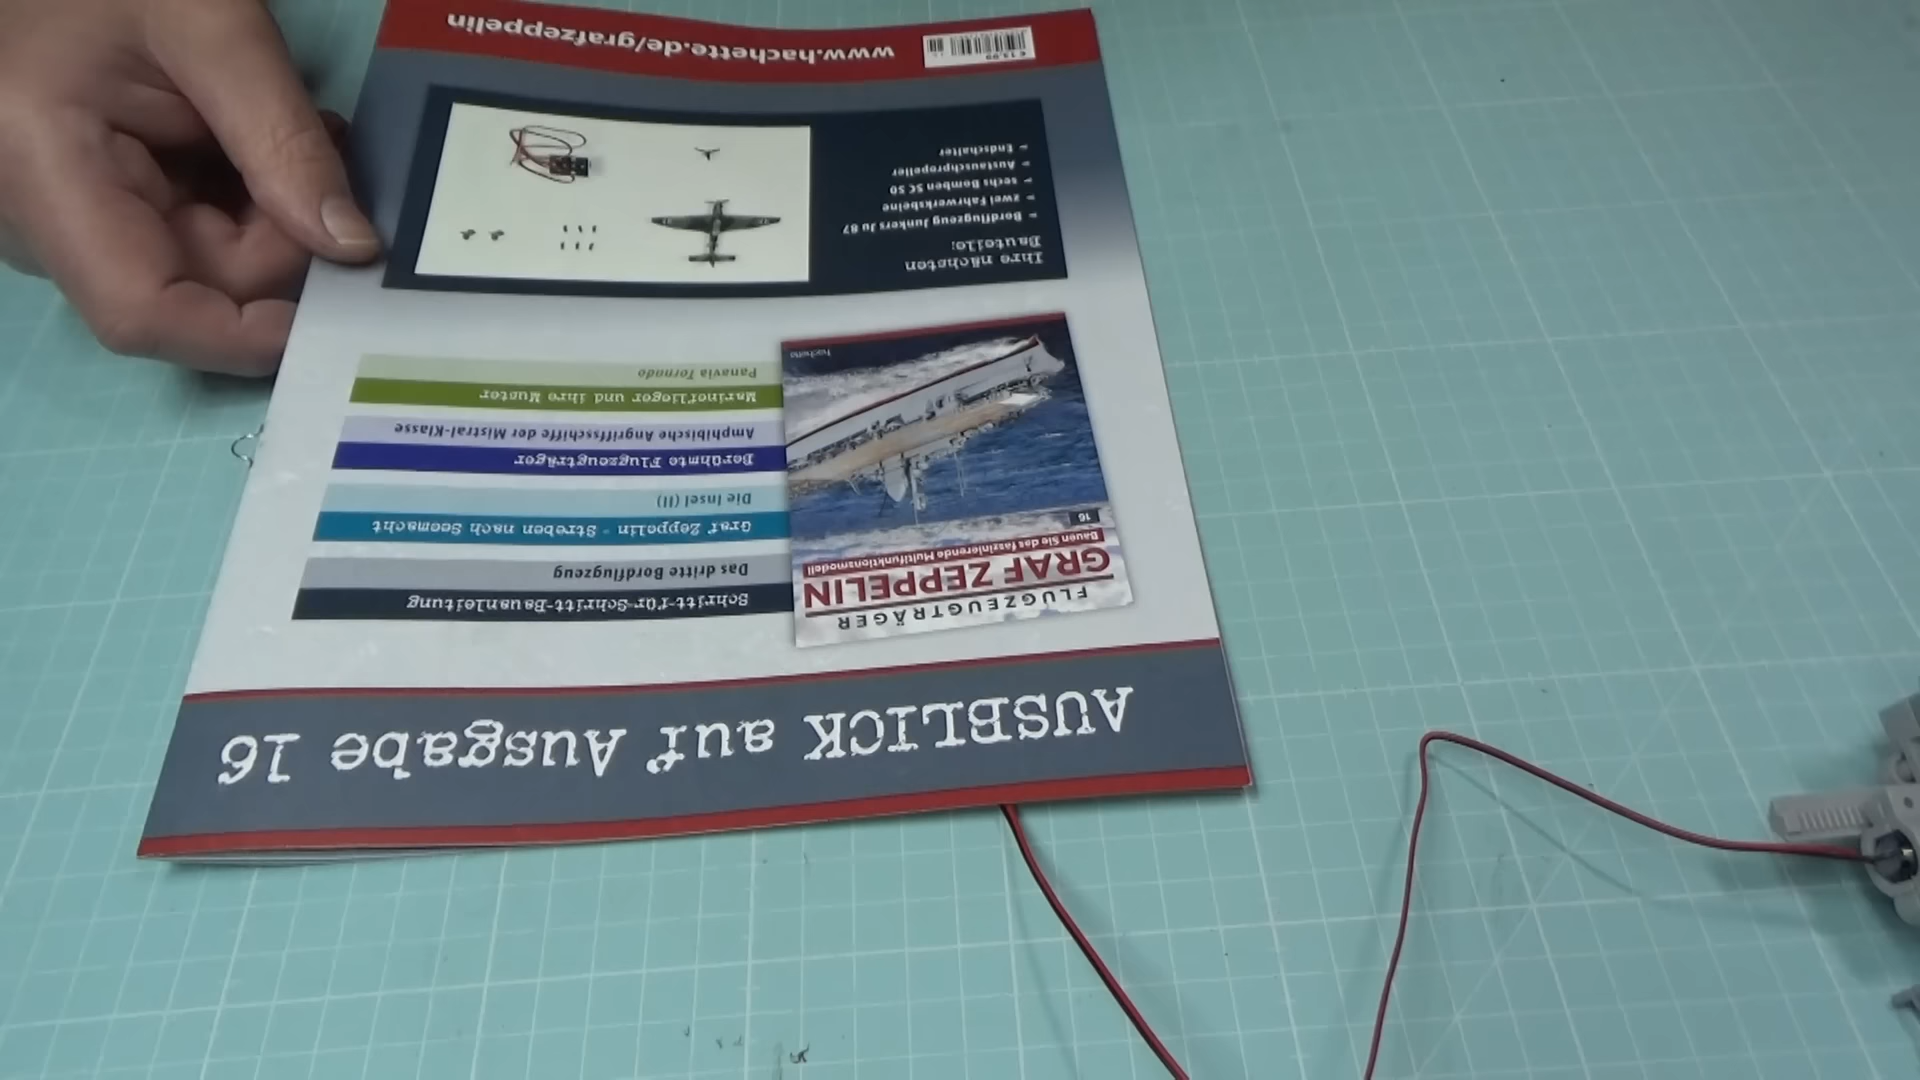 AUSBLICK auf Ausgabe 16
FLUGZEUGTRÄGER
GRAF ZEPPELIN
Bauen Sie das faszinierende Multifunktionsmodell
16
hachette
Schritt-für-Schritt-Bauanleitung
Das dritte Bordflugzeug
Graf Zeppelin - Streben nach Seemacht
Die Insel (II)
Berühmte Flugzeugträger
Amphibische Angriffsschiffe der Mistral-Klasse
Marineflieger und ihre Muster
Panavia Tornado
Ihre nächsten
Bauteile:
➢ Bordflugzeug Junkers Ju 87
➢ zwei Fahrwerksbeine
➢ sechs Bomben SC 50
➢ Austauschpropeller
➢ Endschalter
www.hachette.de/grafzeppelin